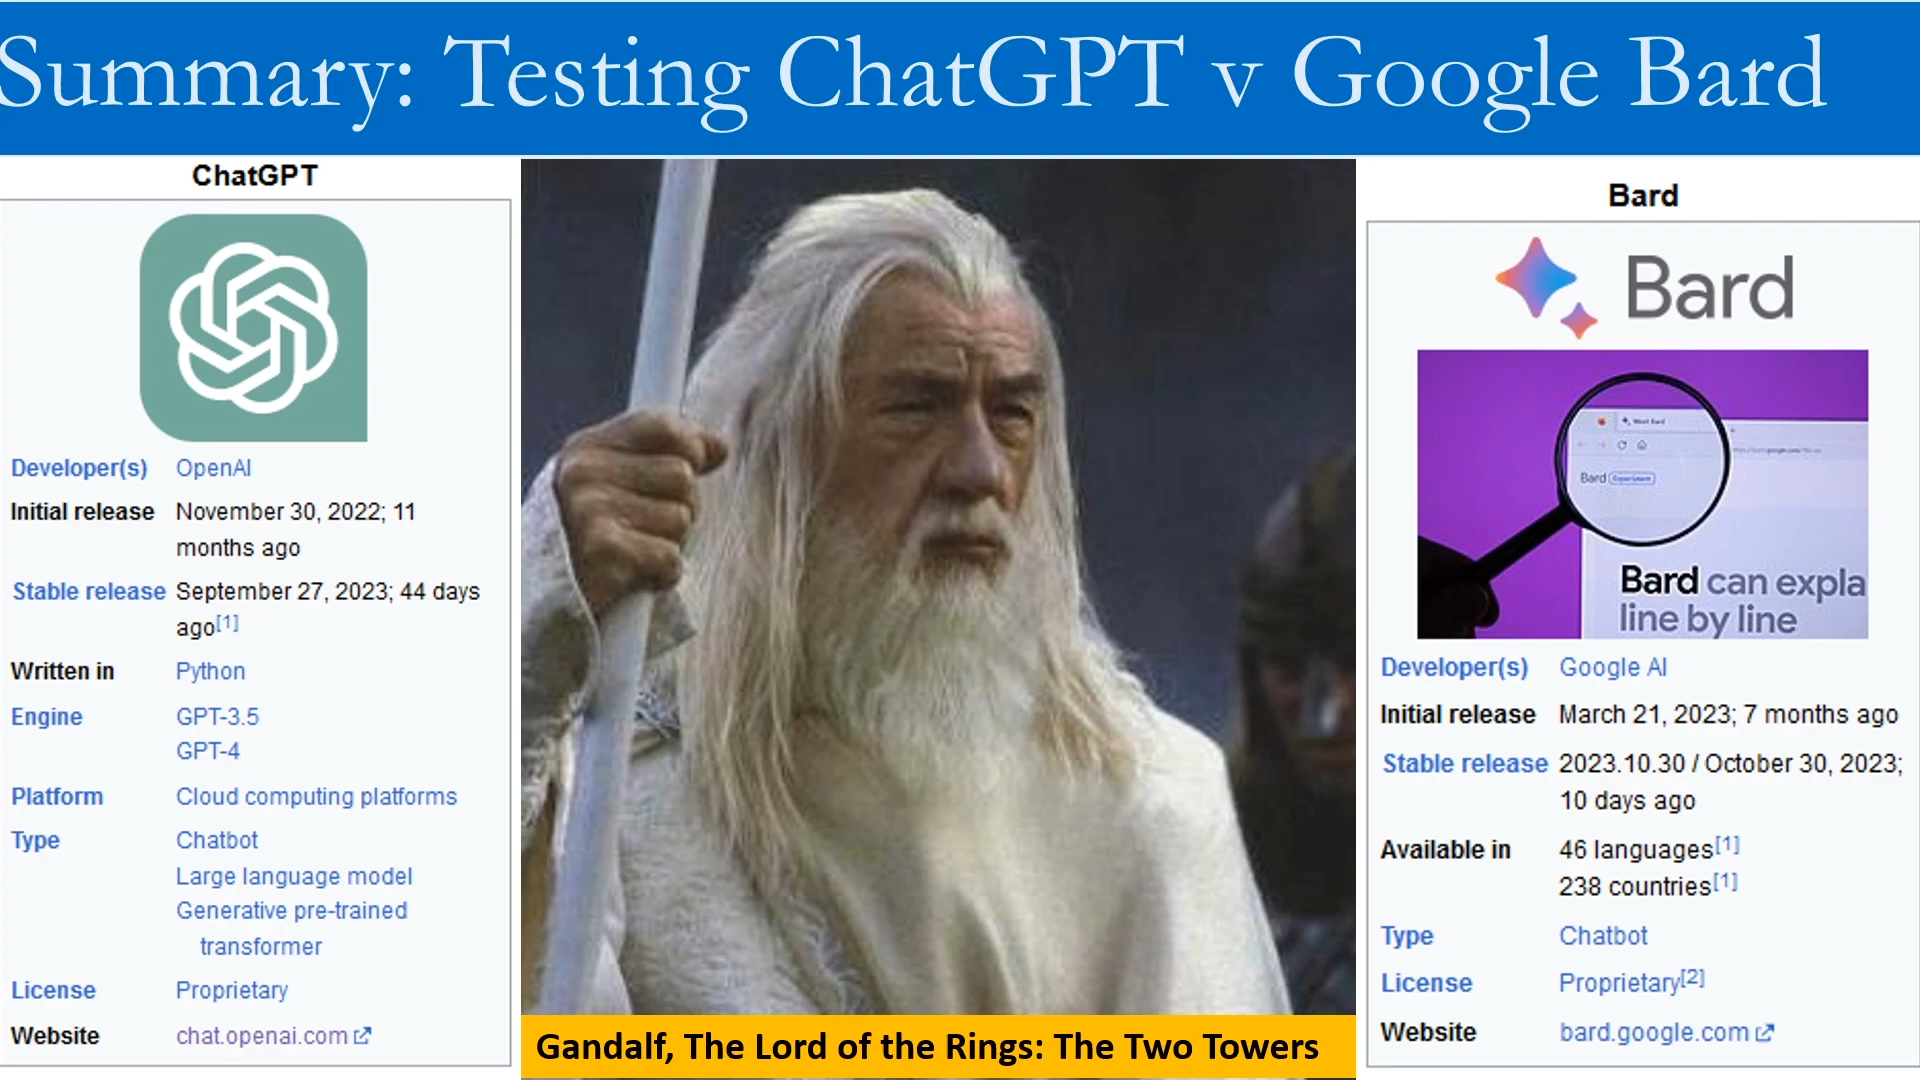 Summary: Testing ChatGPT v Google Bard
ChatGPT
Developer(s) OpenAI
Initial release November 30, 2022; 11
months ago
Stable release September 27, 2023; 44 days
ago[1]
Written in Python
Engine GPT-3.5
GPT-4
Platform Cloud computing platforms
Type Chatbot
Large language model
Generative pre-trained
transformer
License Proprietary
Website chat.openai.com
Gandalf, The Lord of the Rings: The Two Towers
Bard
Bard
Bard
Bard can expla
line by line
Developer(s) Google AI
Initial release March 21, 2023; 7 months ago
Stable release 2023.10.30 / October 30, 2023;
10 days ago
Available in 46 languages[1]
238 countries[1]
Type Chatbot
License Proprietary[2]
Website bard.google.com